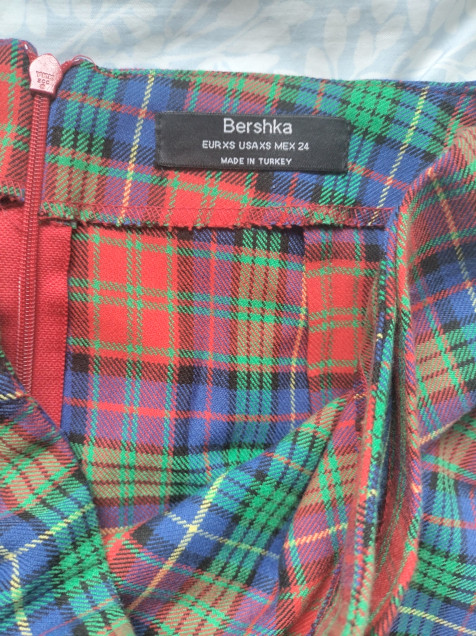 Bershka
EUR XS USA XS MEX 24
MADE IN TURKEY